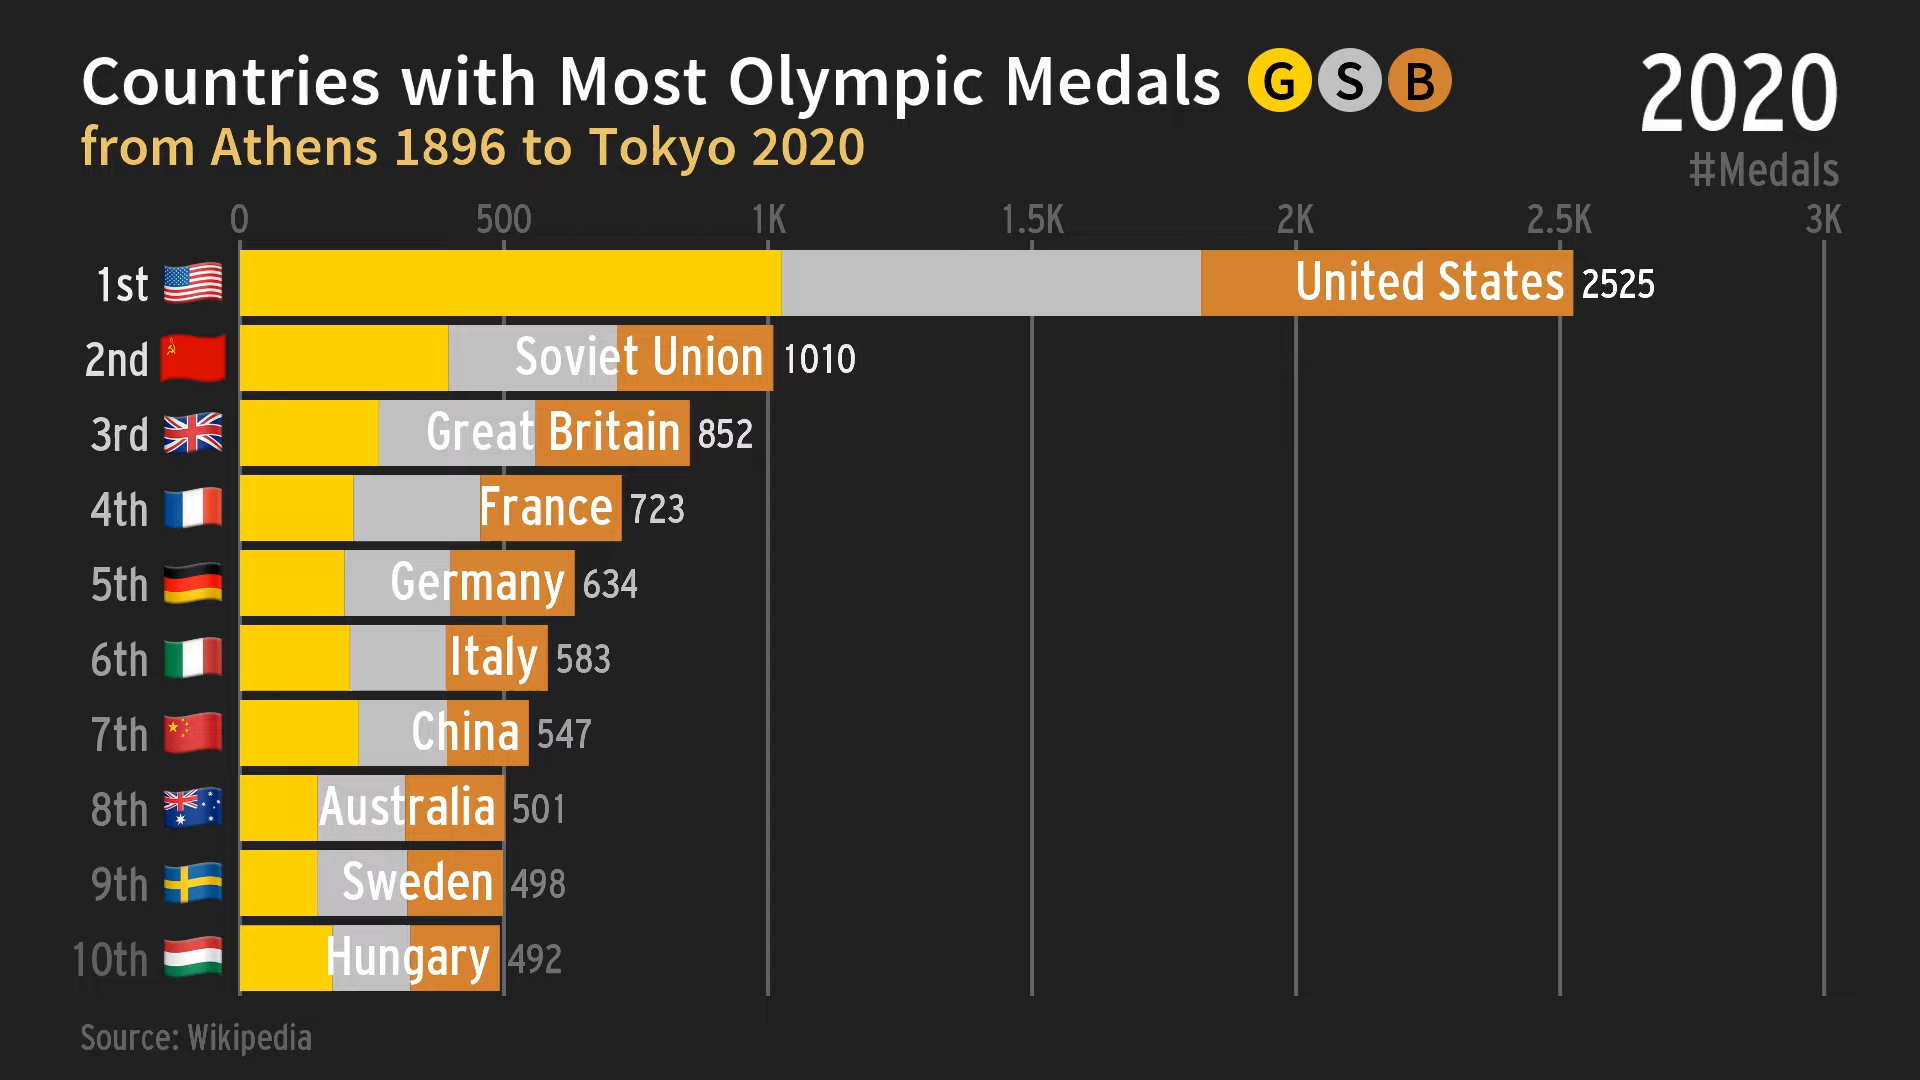 Countries with Most Olympic Medals G S B
2020
from Athens 1896 to Tokyo 2020
#Medals
0 500 1K 1.5K 2K 2.5K 3K
1st United States 2525
2nd Soviet Union 1010
3rd Great Britain 852
4th France 723
5th Germany 634
6th Italy 583
7th China 547
8th Australia 501
9th Sweden 498
10th Hungary 492
Source: Wikipedia